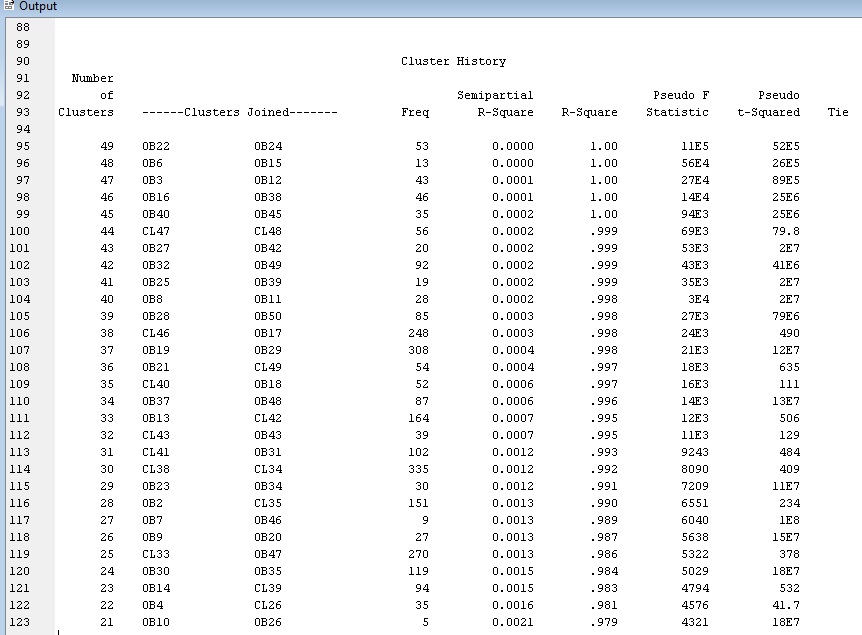 Output
88
89
90 Cluster History
91 Number
92 of Semipartial Pseudo F Pseudo
93 Clusters ------Clusters Joined------- Freq R-Square R-Square Statistic t-Squared Tie
94
95 49 OB22 OB24 53 0.0000 1.00 11E5 52E5
96 48 OB6 OB15 13 0.0000 1.00 56E4 26E5
97 47 OB3 OB12 43 0.0001 1.00 27E4 89E5
98 46 OB16 OB38 46 0.0001 1.00 14E4 25E6
99 45 OB40 OB45 35 0.0002 1.00 94E3 25E6
100 44 CL47 CL48 56 0.0002 .999 69E3 79.8
101 43 OB27 OB42 20 0.0002 .999 53E3 2E7
102 42 OB32 OB49 92 0.0002 .999 43E3 41E6
103 41 OB25 OB39 19 0.0002 .999 35E3 2E7
104 40 OB8 OB11 28 0.0002 .998 3E4 2E7
105 39 OB28 OB50 85 0.0003 .998 27E3 79E6
106 38 CL46 OB17 248 0.0003 .998 24E3 490
107 37 OB19 OB29 308 0.0004 .998 21E3 12E7
108 36 OB21 CL49 54 0.0004 .997 18E3 635
109 35 CL40 OB18 52 0.0006 .997 16E3 111
110 34 OB37 OB48 87 0.0006 .996 14E3 13E7
111 33 OB13 CL42 164 0.0007 .995 12E3 506
112 32 CL43 OB43 39 0.0007 .995 11E3 129
113 31 CL41 OB31 102 0.0012 .993 9243 484
114 30 CL38 CL34 335 0.0012 .992 8090 409
115 29 OB23 OB34 30 0.0012 .991 7209 11E7
116 28 OB2 CL35 151 0.0013 .990 6551 234
117 27 OB7 OB46 9 0.0013 .989 6040 1E8
118 26 OB9 OB20 27 0.0013 .987 5638 15E7
119 25 CL33 OB47 270 0.0013 .986 5322 378
120 24 OB30 OB35 119 0.0015 .984 5029 18E7
121 23 OB14 CL39 94 0.0015 .983 4794 532
122 22 OB4 CL26 35 0.0016 .981 4576 41.7
123 21 OB10 OB26 5 0.0021 .979 4321 18E7